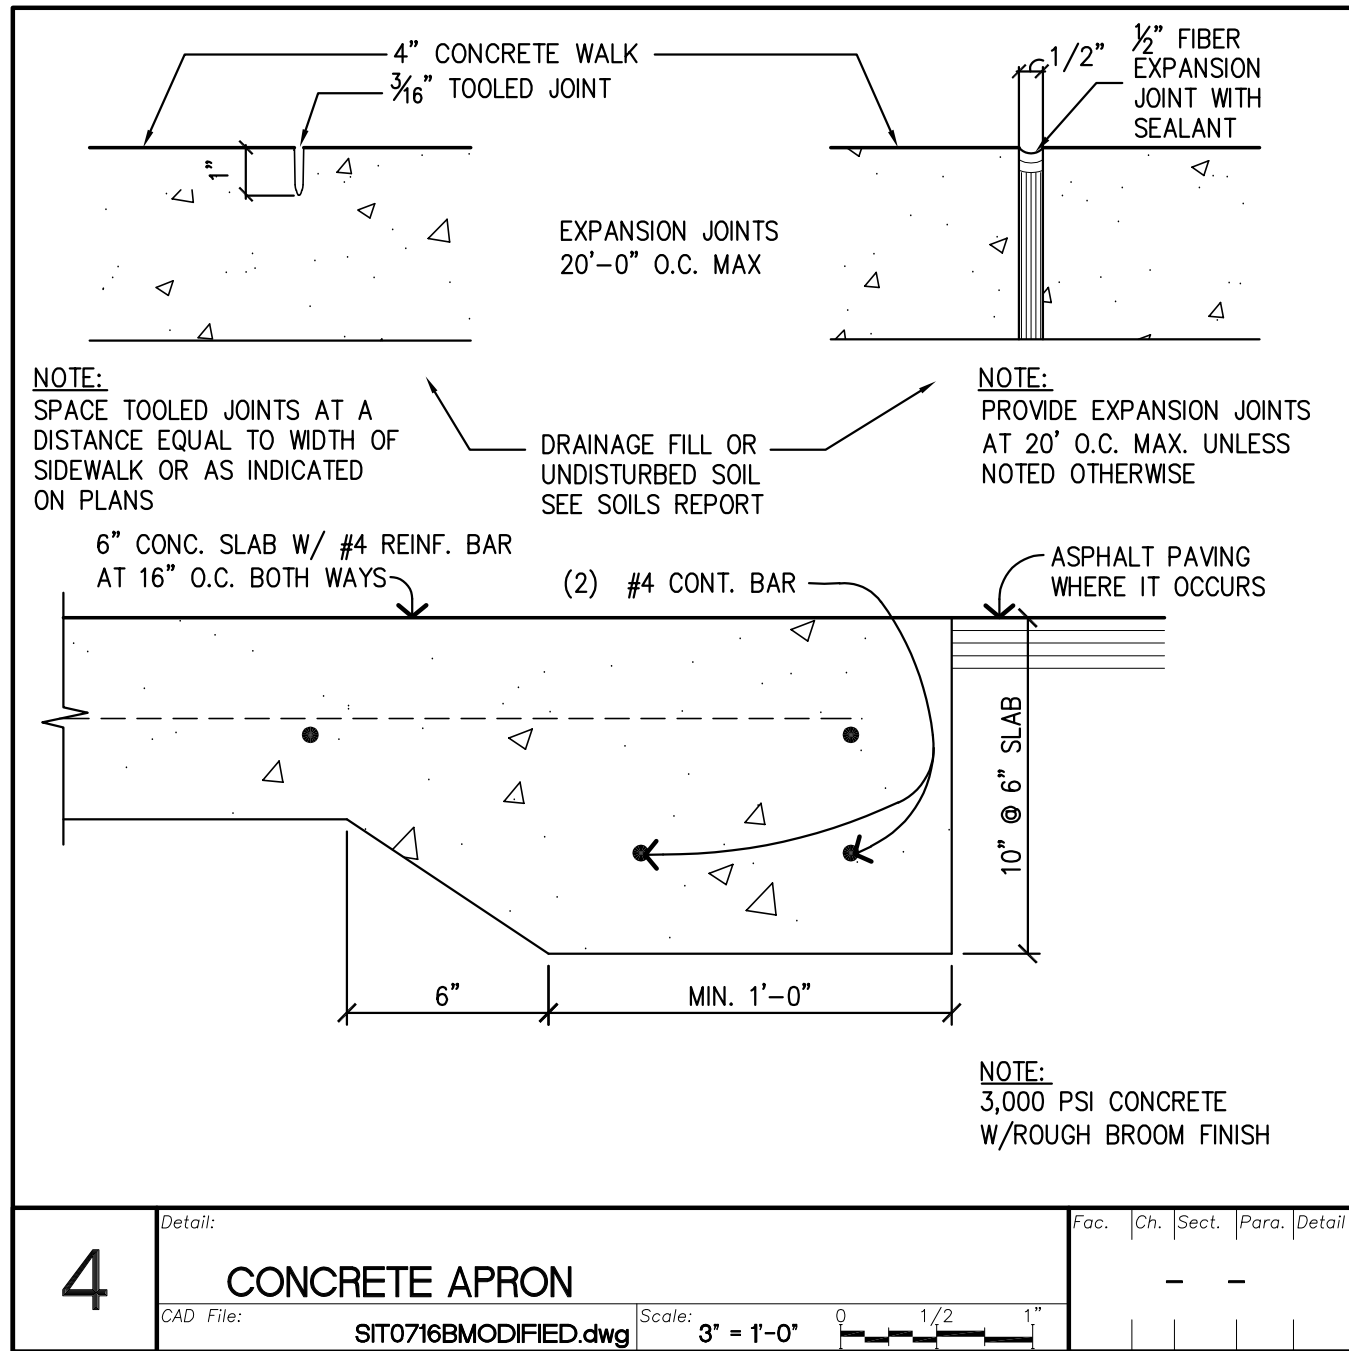 4" CONCRETE WALK
3/16" TOOLED JOINT
1"
1/2"
½" FIBER
EXPANSION
JOINT WITH
SEALANT
EXPANSION JOINTS
20'-0" O.C. MAX
NOTE:
SPACE TOOLED JOINTS AT A
DISTANCE EQUAL TO WIDTH OF
SIDEWALK OR AS INDICATED
ON PLANS
DRAINAGE FILL OR
UNDISTURBED SOIL
SEE SOILS REPORT
NOTE:
PROVIDE EXPANSION JOINTS
AT 20' O.C. MAX. UNLESS
NOTED OTHERWISE
6" CONC. SLAB W/ #4 REINF. BAR
AT 16" O.C. BOTH WAYS
(2) #4 CONT. BAR
ASPHALT PAVING
WHERE IT OCCURS
10" @ 6" SLAB
6"
MIN. 1'-0"
NOTE:
3,000 PSI CONCRETE
W/ROUGH BROOM FINISH
4
Detail:
CONCRETE APRON
CAD File:
SIT0716BMODIFIED.dwg
Scale:
3" = 1'-0"
0 1/2 1"
Fac. Ch. Sect. Para. Detail
- -